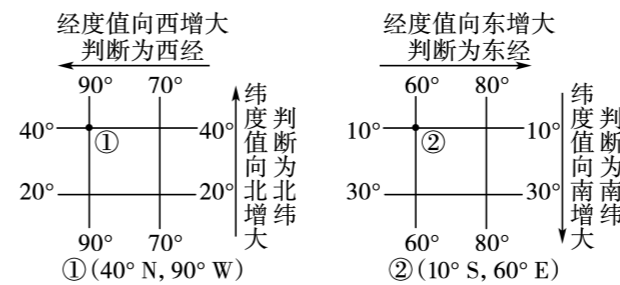 经度值向西增大
判断为西经
90° 70°
40° ① 40°
20° 20°
90° 70°
纬度值向北增大
判断为北纬
①(40° N, 90° W)
经度值向东增大
判断为东经
60° 80°
10° ② 10°
30° 30°
60° 80°
纬度值向南增大
判断为南纬
②(10° S, 60° E)